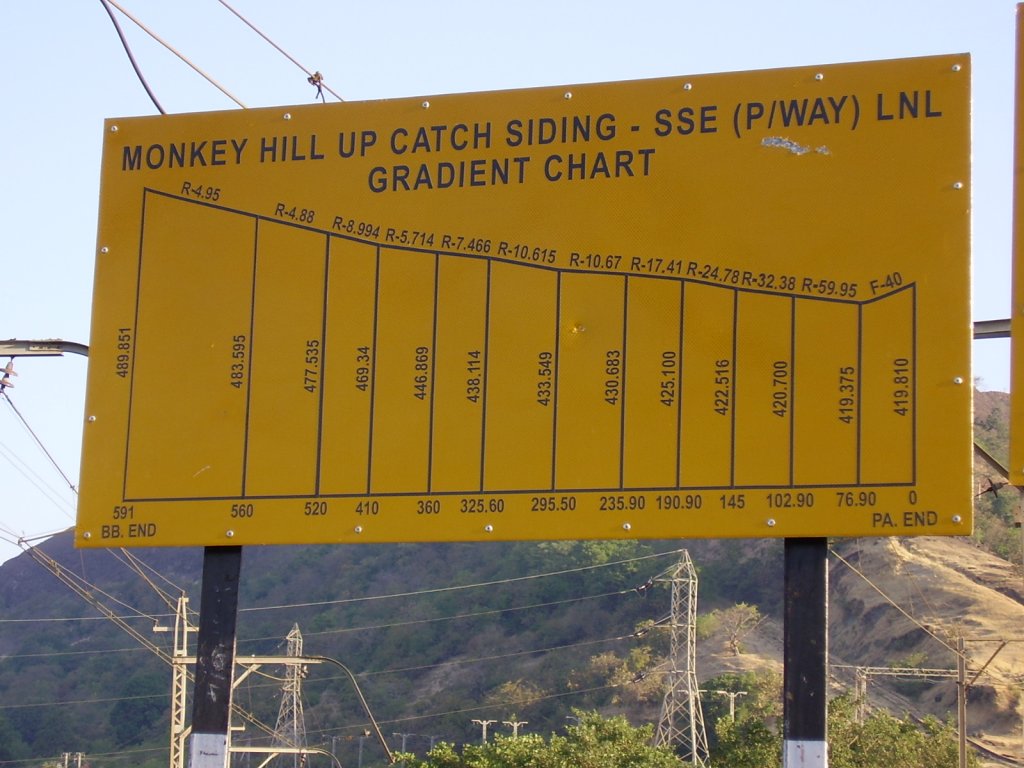 MONKEY HILL UP CATCH SIDING - SSE (P/WAY) LNL
GRADIENT CHART
R-4.95 R-4.88 R-8.994 R-5.714 R-7.466 R-10.615 R-10.67 R-17.41 R-24.78 R-32.38 R-59.95 F-40
489.851 483.595 477.535 469.34 446.869 438.114 433.549 430.683 425.100 422.516 420.700 419.375 419.810
591 560 520 410 360 325.60 295.50 235.90 190.90 145 102.90 76.90 0
BB. END PA. END